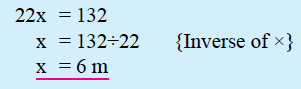 22x = 132
x = 132÷22 {Inverse of ×}
x = 6 m